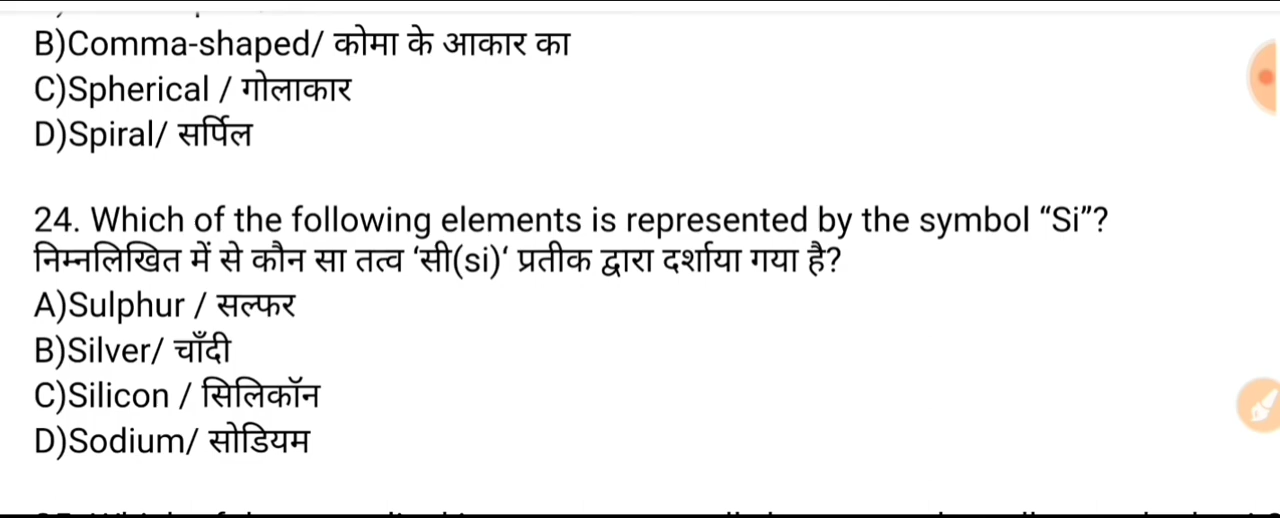 B)Comma-shaped/ कोमा के आकार का
C)Spherical / गोलाकार
D)Spiral/ सर्पिल
24. Which of the following elements is represented by the symbol “Si”?
निम्नलिखित में से कौन सा तत्व ‘सी(si)‘ प्रतीक द्वारा दर्शाया गया है?
A)Sulphur / सल्फर
B)Silver/ चाँदी
C)Silicon / सिलिकॉन
D)Sodium/ सोडियम